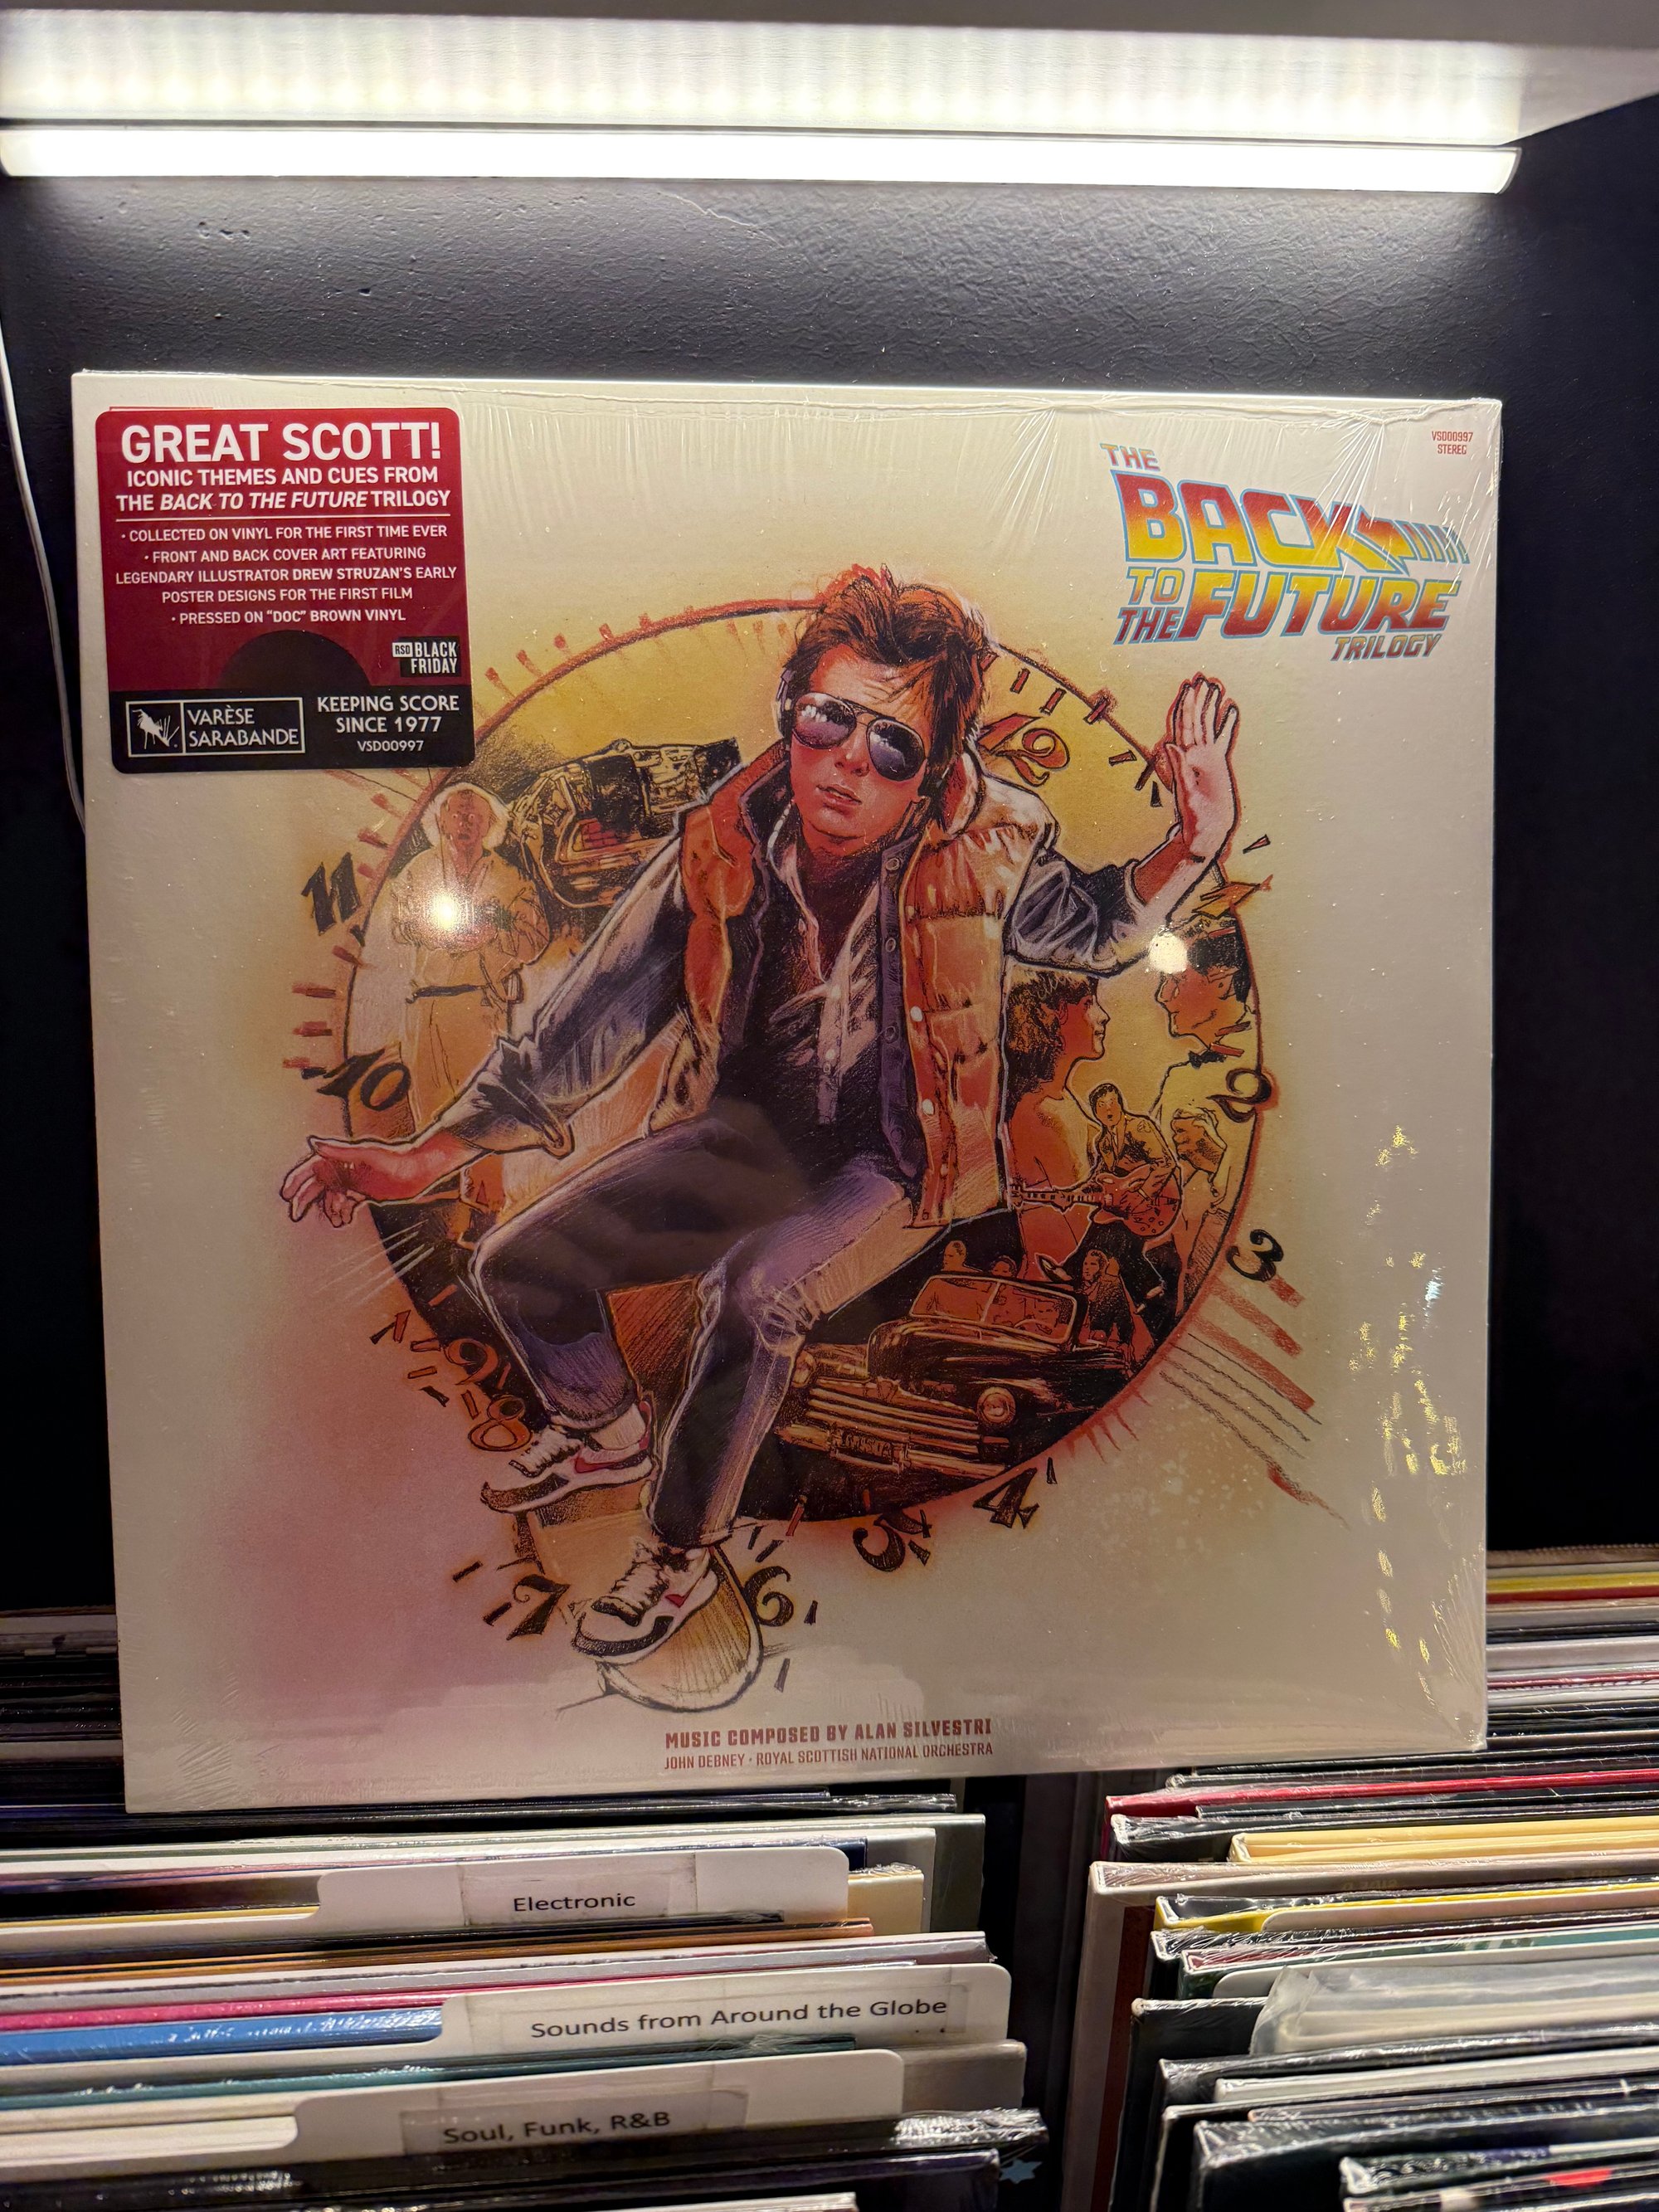 GREAT SCOTT!
ICONIC THEMES AND CUES FROM
THE BACK TO THE FUTURE TRILOGY
• COLLECTED ON VINYL FOR THE FIRST TIME EVER
• FRONT AND BACK COVER ART FEATURING
LEGENDARY ILLUSTRATOR DREW STRUZAN'S EARLY
POSTER DESIGNS FOR THE FIRST FILM
• PRESSED ON "DOC" BROWN VINYL
RSD BLACK
FRIDAY
VARÈSE
SARABANDE
KEEPING SCORE
SINCE 1977
VSD00997
VSD00997
STEREO
THE
BACK
TO
THE FUTURE
TRILOGY
12
11
10
2
3
9
8
4
5
7
6
MUSIC COMPOSED BY ALAN SILVESTRI
JOHN DEBNEY • ROYAL SCOTTISH NATIONAL ORCHESTRA
Electronic
Sounds from Around the Globe
Soul, Funk, R&B